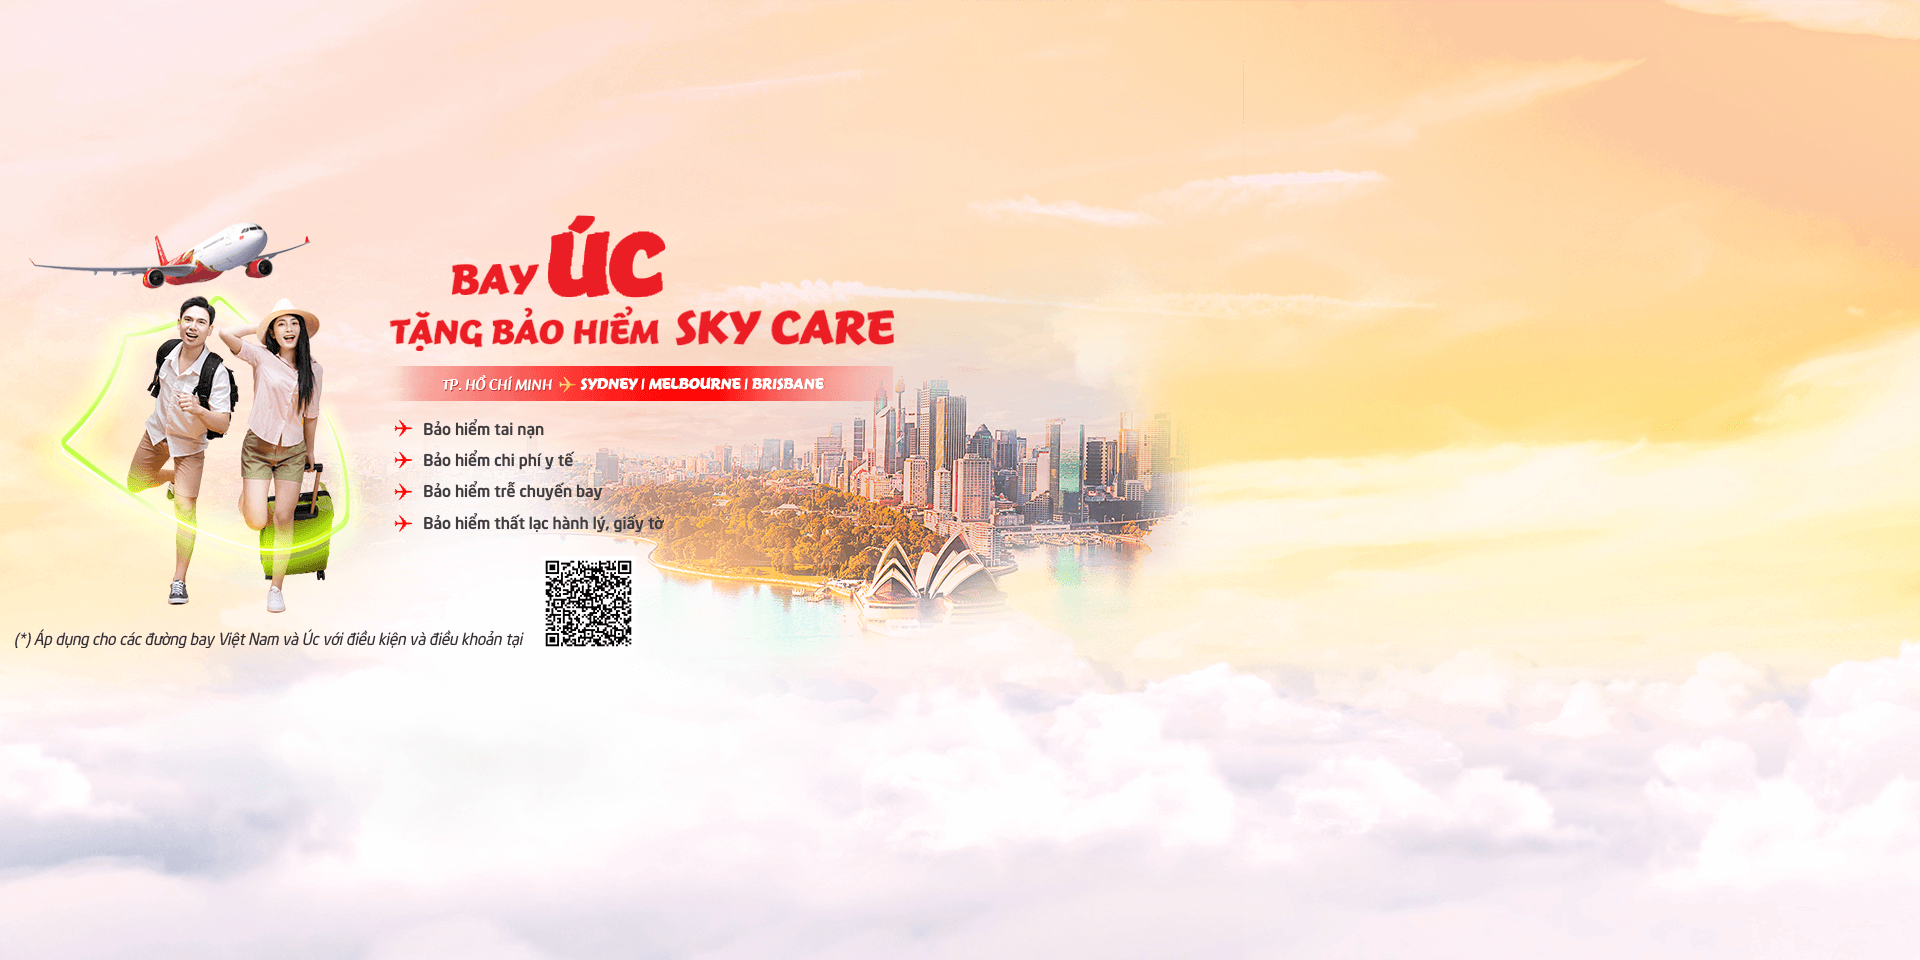 BAY ÚC
TẶNG BẢO HIỂM SKY CARE
TP. HỒ CHÍ MINH SYDNEY | MELBOURNE | BRISBANE
Bảo hiểm tai nạn
Bảo hiểm chi phí y tế
Bảo hiểm trễ chuyến bay
Bảo hiểm thất lạc hành lý, giấy tờ
(*) Áp dụng cho các đường bay Việt Nam và Úc với điều kiện và điều khoản tại